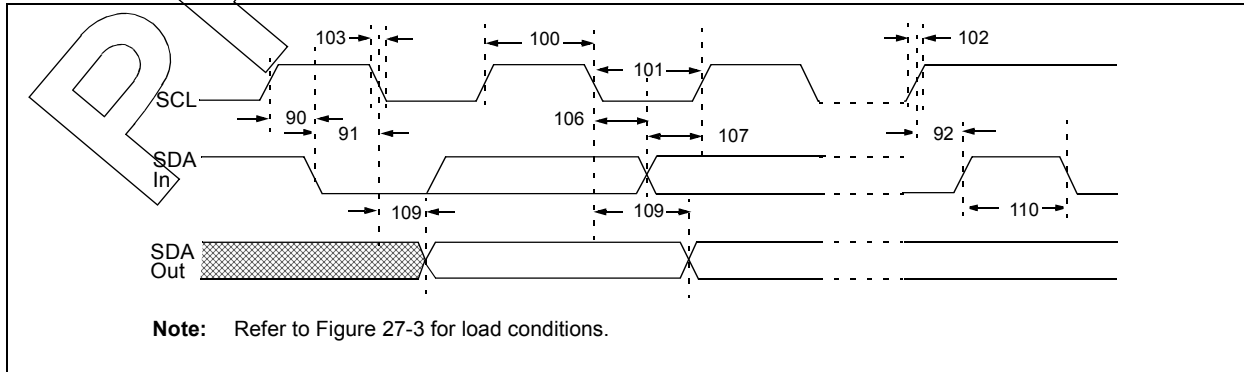 103
100
102
101
SCL
90
91
106
107
92
SDA
In
109
109
110
SDA
Out
Note: Refer to Figure 27-3 for load conditions.